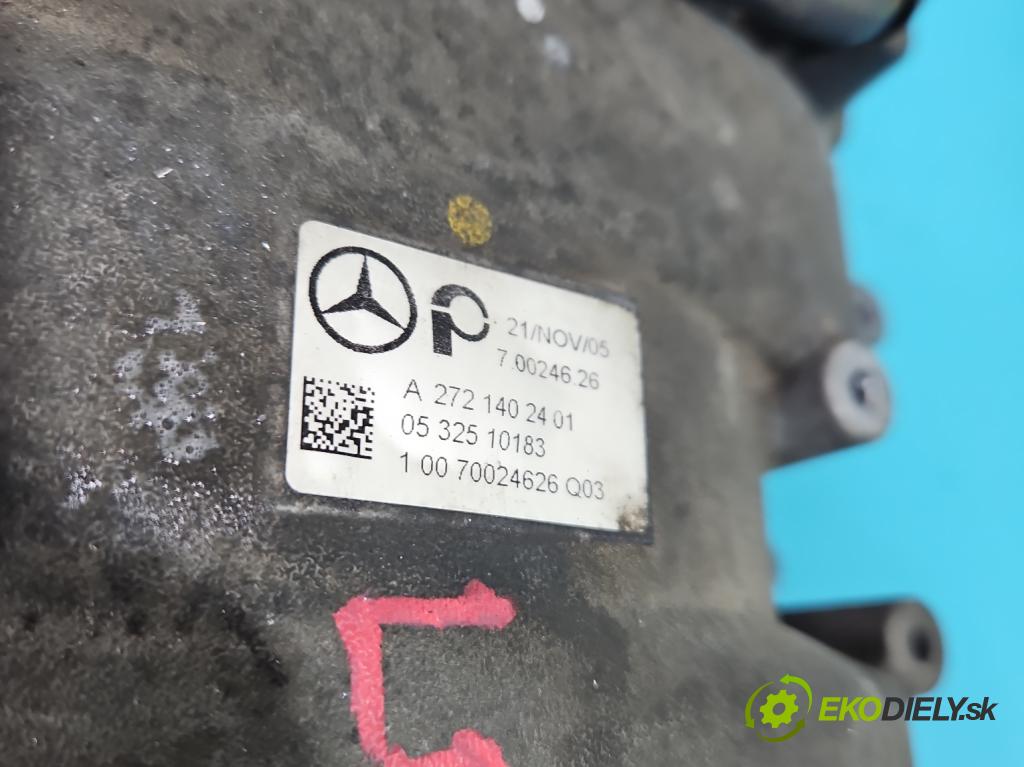 21/NOV/05
7.00246.26
A 272 140 24 01
05 325 10183
1 00 70024626 Q03
EKODIELY.sk